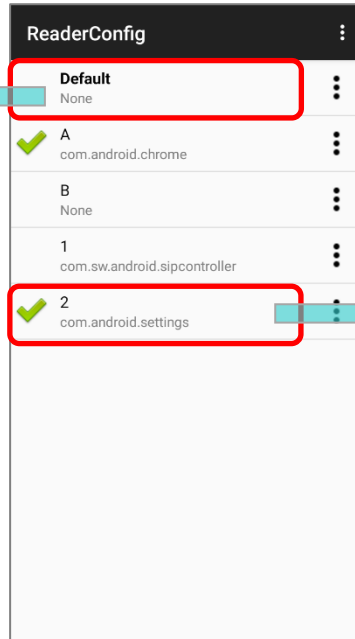 ReaderConfig
Default
None
A
com.android.chrome
B
None
1
com.sw.android.sipcontroller
2
com.android.settings